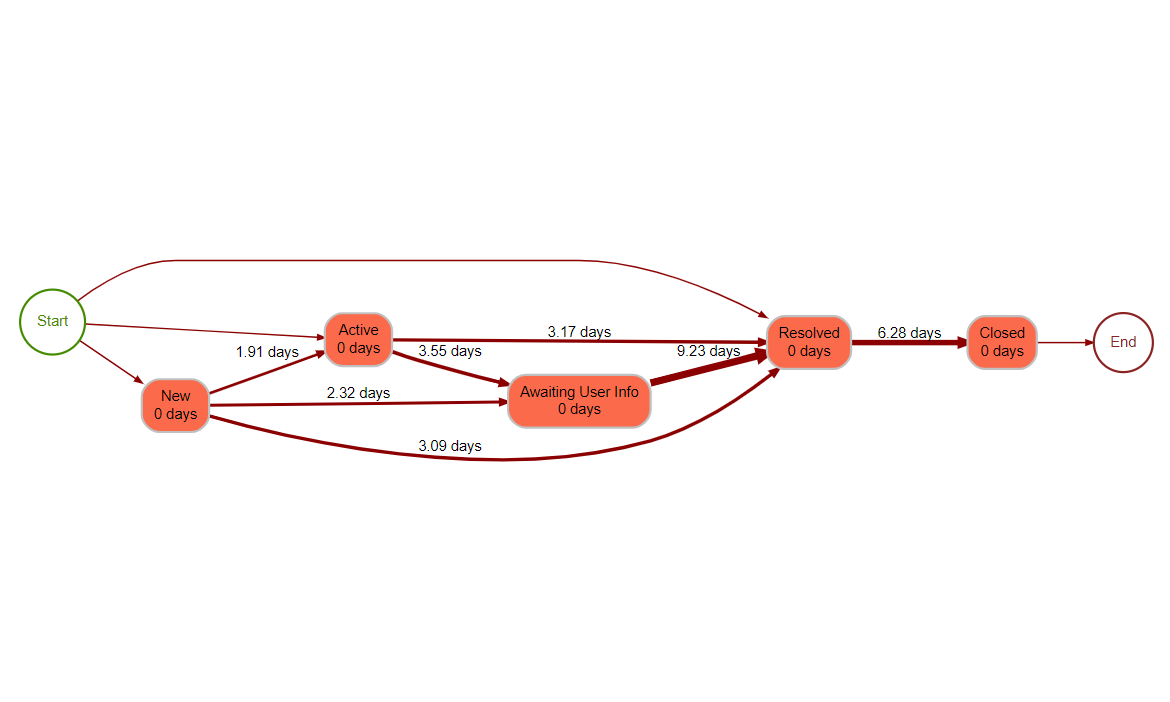 Start
Active
0 days
1.91 days
New
0 days
3.55 days
2.32 days
3.09 days
3.17 days
9.23 days
Awaiting User Info
0 days
Resolved
0 days
6.28 days
Closed
0 days
End